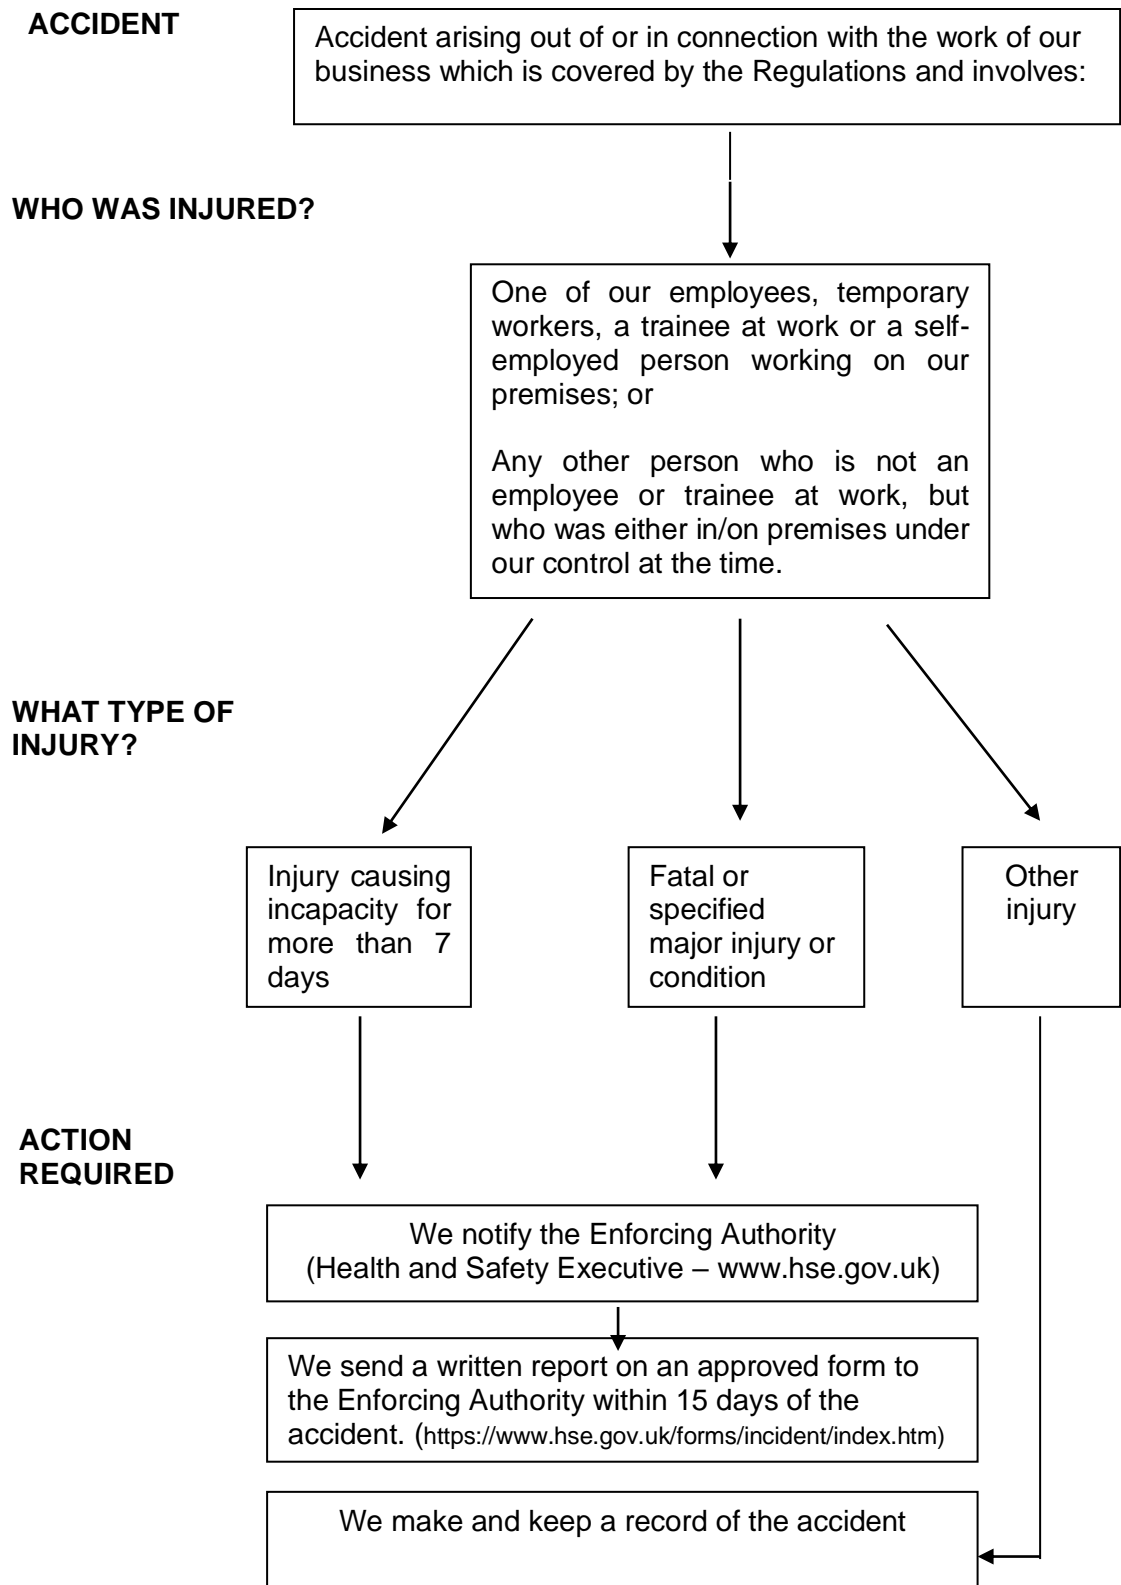 ACCIDENT
Accident arising out of or in connection with the work of our
business which is covered by the Regulations and involves:
WHO WAS INJURED?
One of our employees, temporary
workers, a trainee at work or a self-
employed person working on our
premises; or
Any other person who is not an
employee or trainee at work, but
who was either in/on premises under
our control at the time.
WHAT TYPE OF
INJURY?
Injury causing
incapacity for
more than 7
days
Fatal or
specified
major injury or
condition
Other
injury
ACTION
REQUIRED
We notify the Enforcing Authority
(Health and Safety Executive – www.hse.gov.uk)
We send a written report on an approved form to
the Enforcing Authority within 15 days of the
accident. (https://www.hse.gov.uk/forms/incident/index.htm)
We make and keep a record of the accident